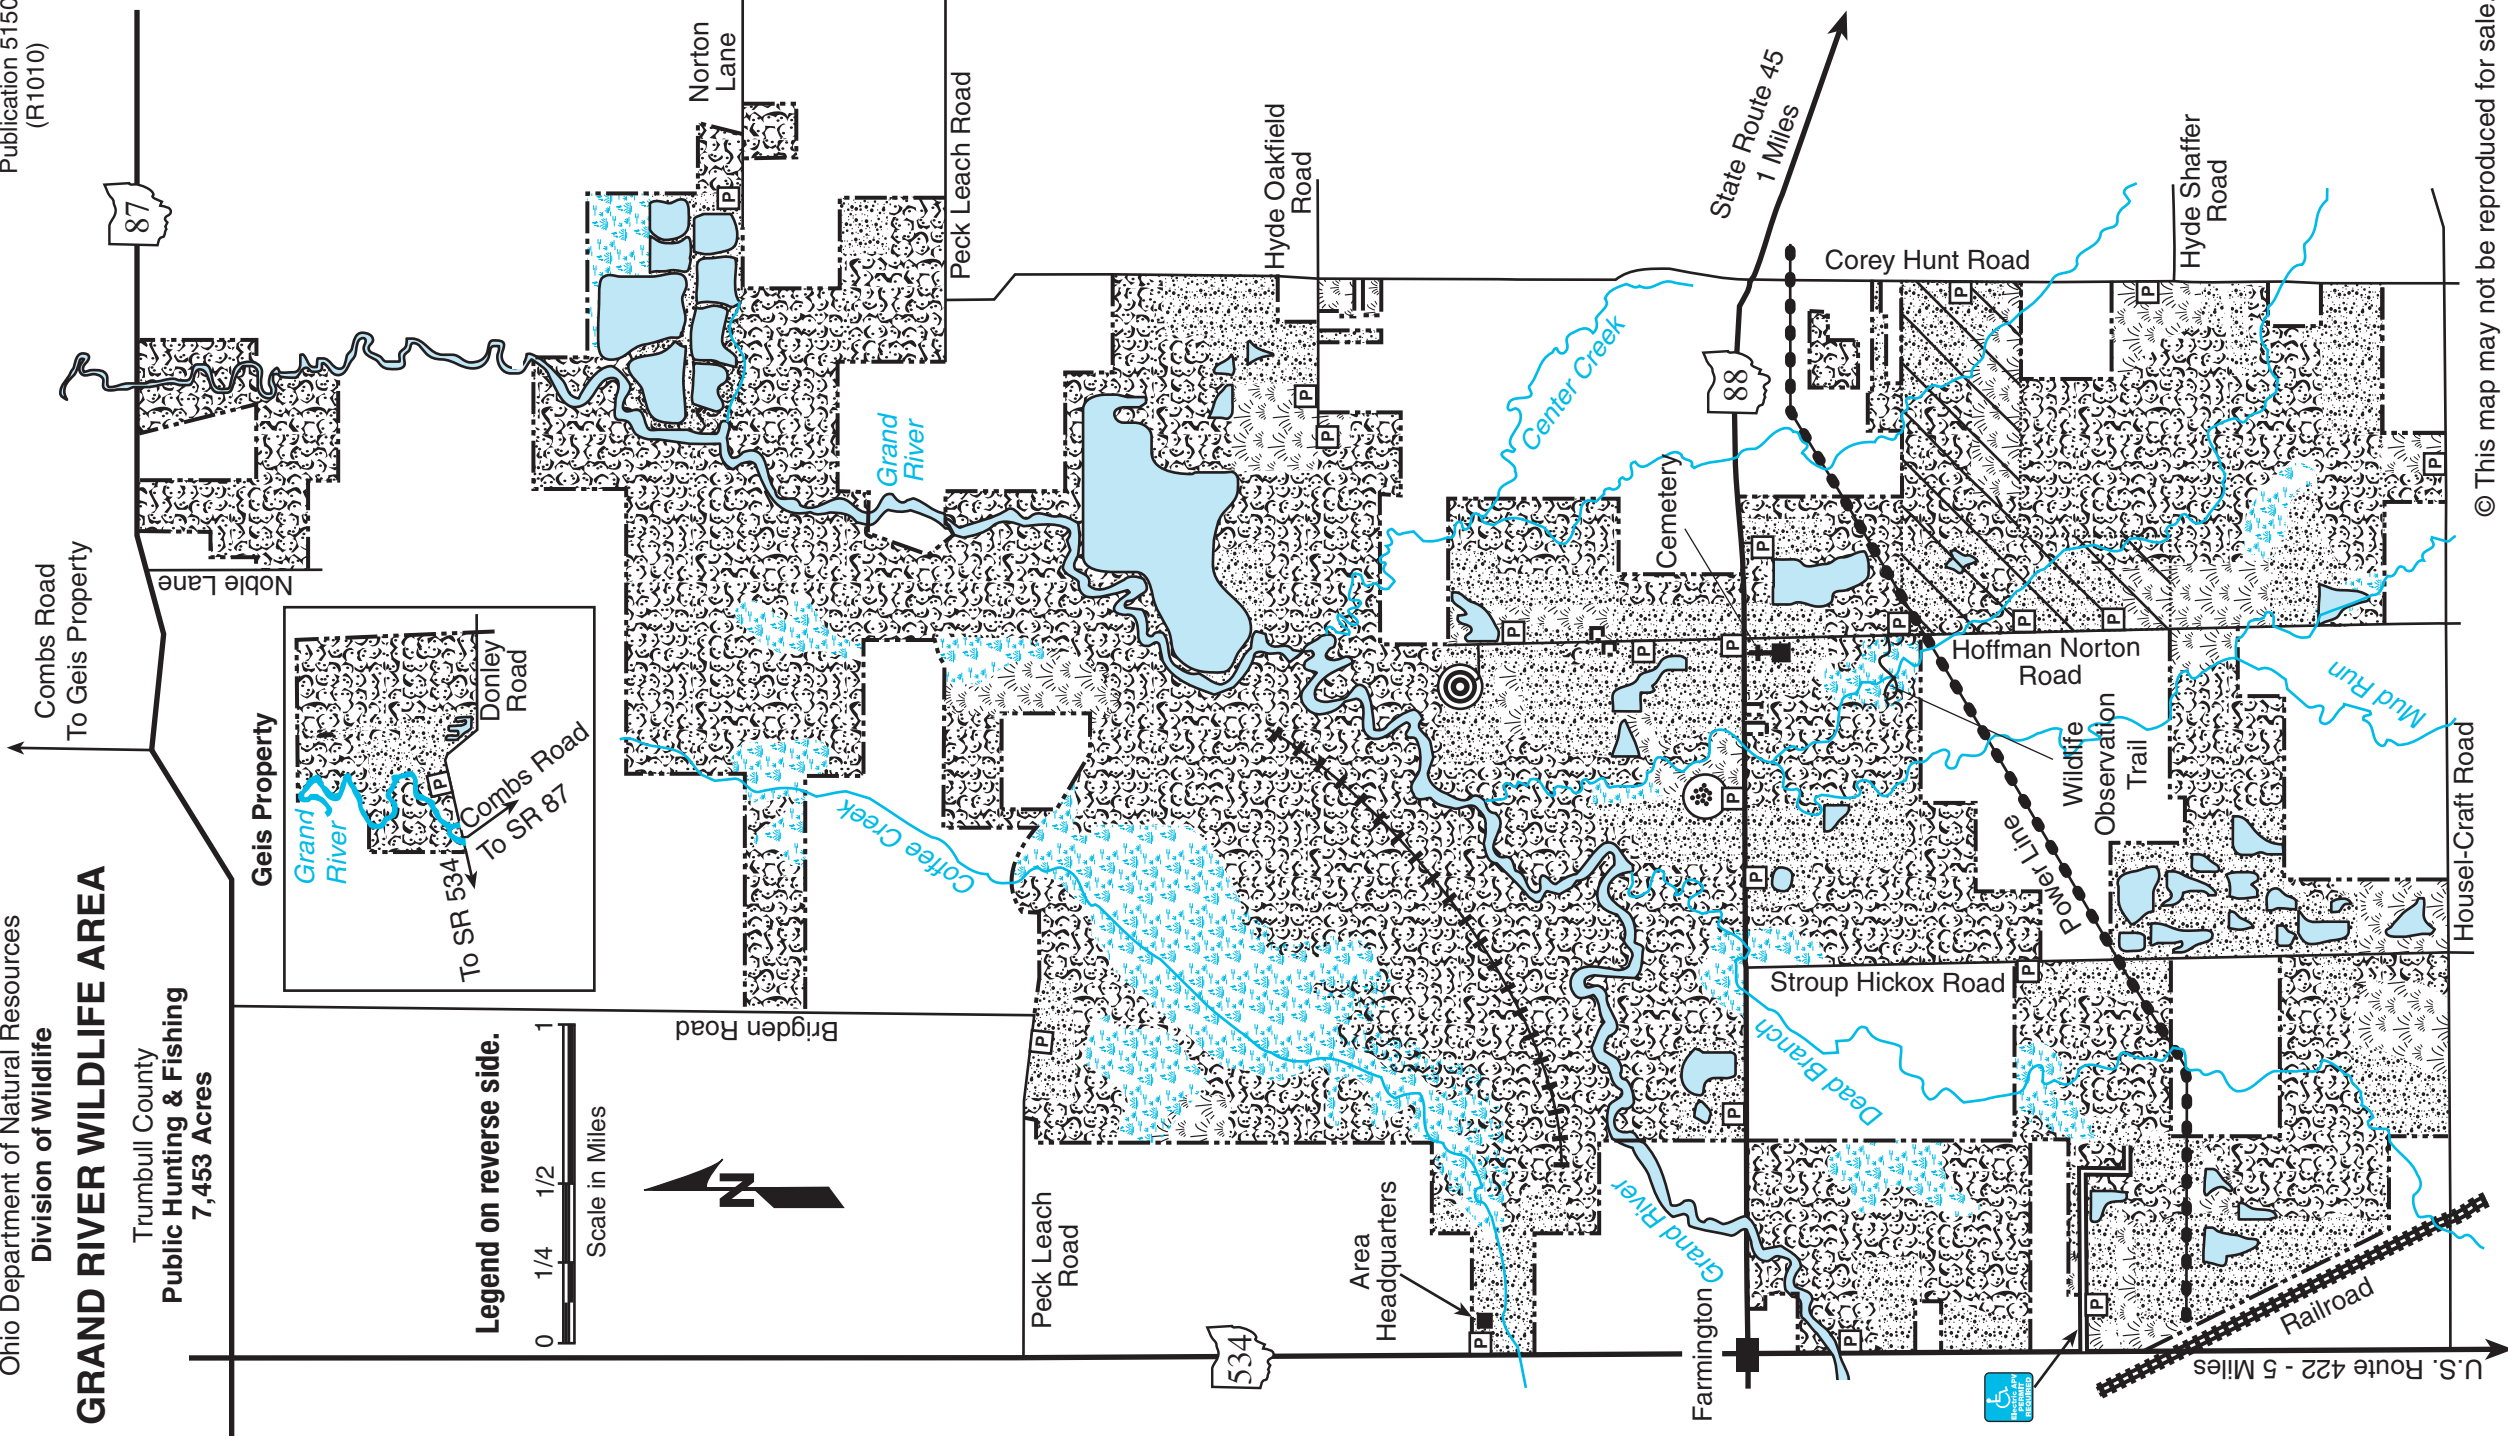 Ohio Department of Natural Resources
Division of Wildlife
GRAND RIVER WILDLIFE AREA
Trumbull County
Public Hunting & Fishing
7,453 Acres
Publication 5150
(R1010)
Combs Road
To Geis Property
87
Noble Lane
Norton
Lane
Peck Leach Road
Geis Property
Grand
River
P
Donley
Road
Combs Road
To SR 87
To SR 534
Legend on reverse side.
0
1/4
1/2
1
Scale in Miles
N
Brigden Road
P
Coffee Creek
Grand
River
P
Hyde Oakfield
Road
P
P
Peck Leach
Road
534
Area
Headquarters
P
Center Creek
Cemetery
State Route 45
1 Miles
88
Corey Hunt Road
P
P
P
P
P
P
P
P
Farmington
Grand River
P
Stroup Hickox Road
P
Dead Branch
Power Line
Wildlife
Observation
Trail
Hoffman Norton
Road
P
P
P
P
P
Hyde Shaffer
Road
Mud Run
P
Housel-Craft Road
P
Electric APV
PERMIT
REQUIRED
Railroad
U.S. Route 422 - 5 Miles
© This map may not be reproduced for sale.